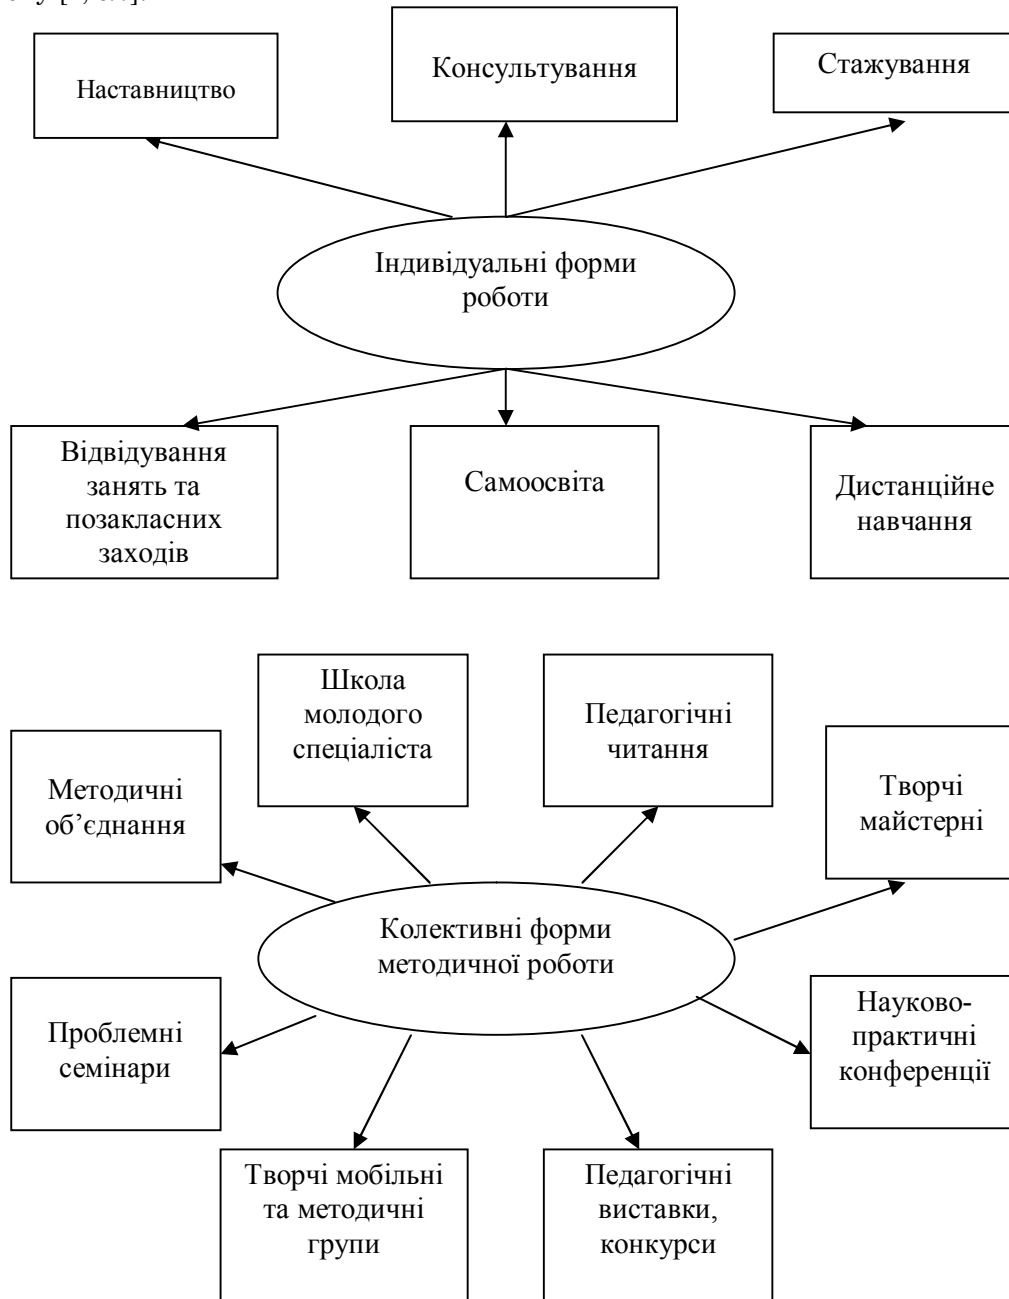 Наставництво
Консультування
Стажування
Індивідуальні форми
роботи
Відвідування
занять та
позакласних
заходів
Самоосвіта
Дистанційне
навчання
Школа
молодого
спеціаліста
Педагогічні
читання
Методичні
об’єднання
Творчі
майстерні
Колективні форми
методичної роботи
Проблемні
семінари
Науково-
практичні
конференції
Творчі мобільні
та методичні
групи
Педагогічні
виставки,
конкурси